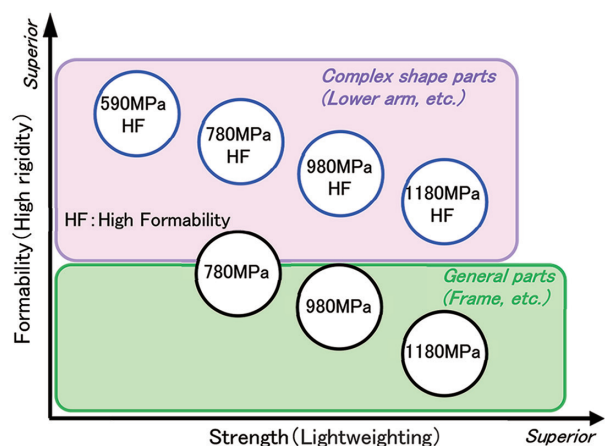 Superior
Formability(High rigidity)
Complex shape parts
(Lower arm, etc.)
590MPa
HF
780MPa
HF
980MPa
HF
1180MPa
HF
HF:High Formability
780MPa
980MPa
1180MPa
General parts
(Frame, etc.)
Strength(Lightweighting)
Superior